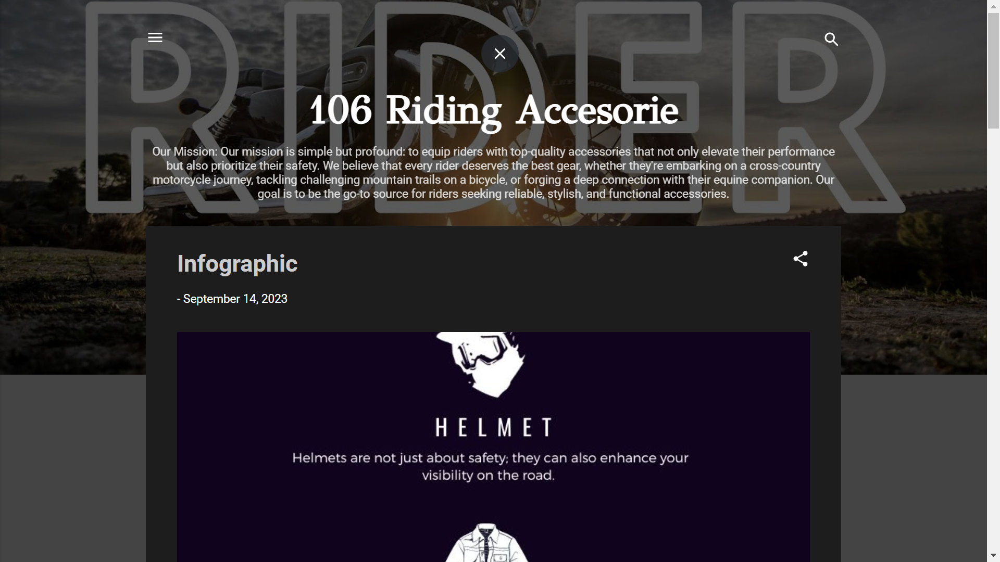 RIDER
106 Riding Accesorie
Our Mission: Our mission is simple but profound: to equip riders with top-quality accessories that not only elevate their performance
but also prioritize their safety. We believe that every rider deserves the best gear, whether they're embarking on a cross-country
motorcycle journey, tackling challenging mountain trails on a bicycle, or forging a deep connection with their equine companion. Our
goal is to be the go-to source for riders seeking reliable, stylish, and functional accessories.
Infographic
- September 14, 2023
HELMET
Helmets are not just about safety; they can also enhance your
visibility on the road.